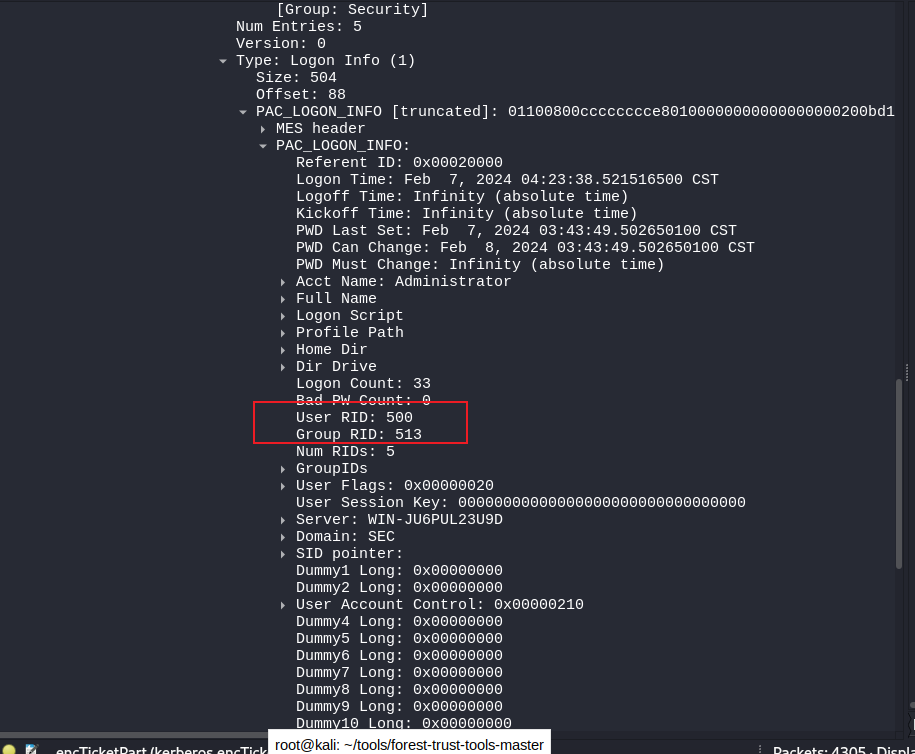 [Group: Security]
Num Entries: 5
Version: 0
Type: Logon Info (1)
Size: 504
Offset: 88
PAC_LOGON_INFO [truncated]: 01100800cccccccce80100000000000000000200bd1
MES header
PAC_LOGON_INFO:
Referent ID: 0x00020000
Logon Time: Feb  7, 2024 04:23:38.521516500 CST
Logoff Time: Infinity (absolute time)
Kickoff Time: Infinity (absolute time)
PWD Last Set: Feb  7, 2024 03:43:49.502650100 CST
PWD Can Change: Feb  8, 2024 03:43:49.502650100 CST
PWD Must Change: Infinity (absolute time)
Acct Name: Administrator
Full Name
Logon Script
Profile Path
Home Dir
Dir Drive
Logon Count: 33
Bad PW Count: 0
User RID: 500
Group RID: 513
Num RIDs: 5
GroupIDs
User Flags: 0x00000020
User Session Key: 00000000000000000000000000000000
Server: WIN-JU6PUL23U9D
Domain: SEC
SID pointer:
Dummy1 Long: 0x00000000
Dummy2 Long: 0x00000000
User Account Control: 0x00000210
Dummy4 Long: 0x00000000
Dummy5 Long: 0x00000000
Dummy6 Long: 0x00000000
Dummy7 Long: 0x00000000
Dummy8 Long: 0x00000000
Dummy9 Long: 0x00000000
Dummy10 Long: 0x00000000
root@kali: ~/tools/forest-trust-tools-master
encTicketPart (kerberos.encTick
Packets: 4305 · Displa